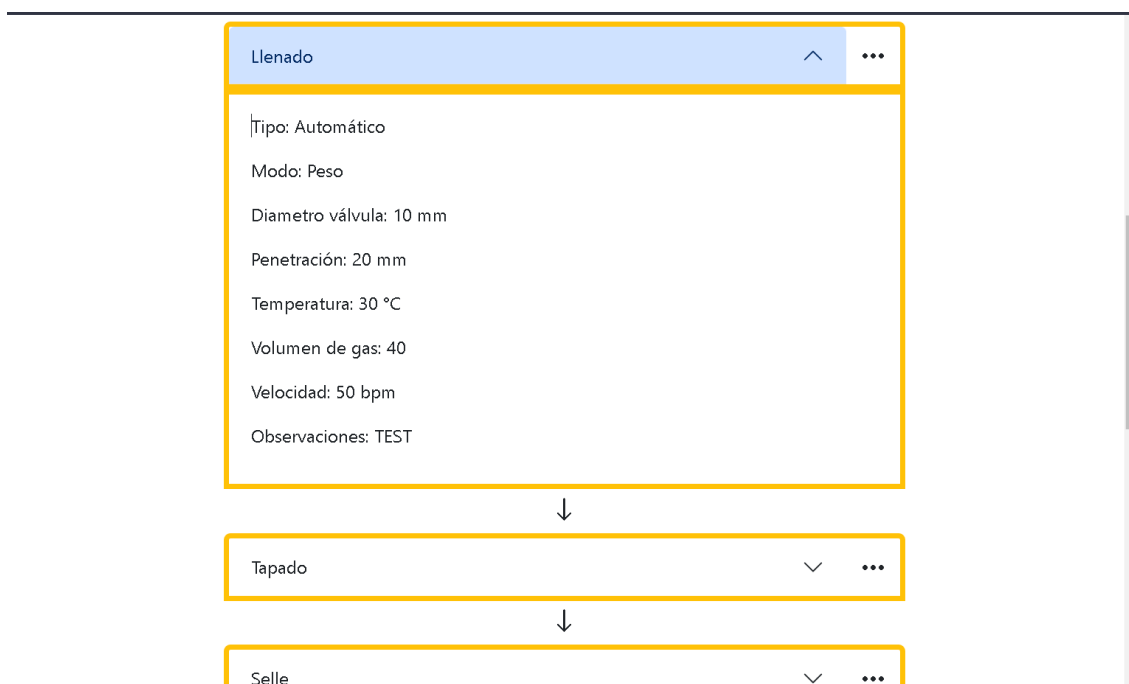 Llenado
Tipo: Automático
Modo: Peso
Diametro válvula: 10 mm
Penetración: 20 mm
Temperatura: 30 °C
Volumen de gas: 40
Velocidad: 50 bpm
Observaciones: TEST
Tapado
Selle